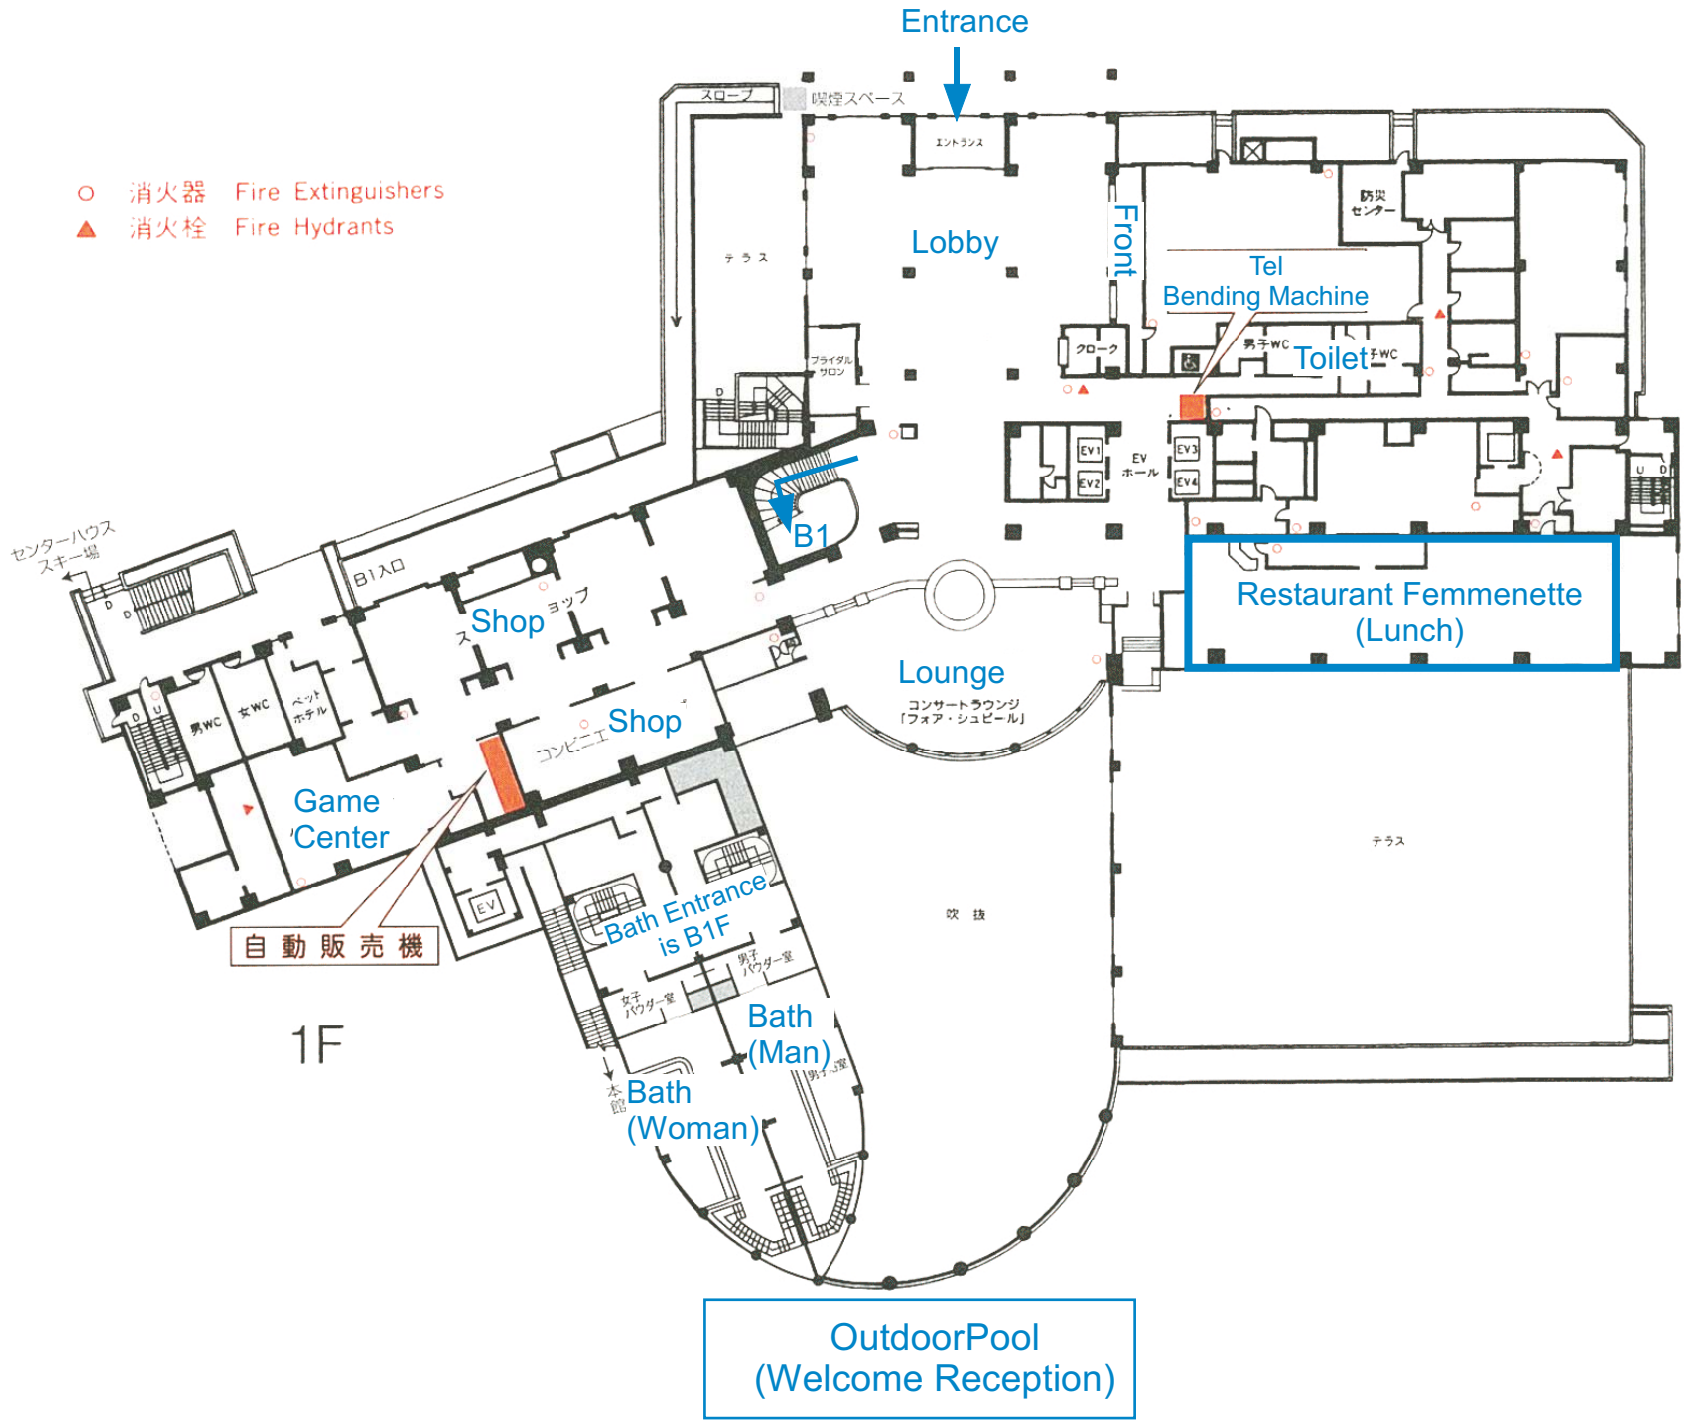 Entrance
スロープ
喫煙スペース
エントランス
消火器 Fire Extinguishers
消火栓 Fire Hydrants
防災
センター
Front
Lobby
テラス
Tel
Bending Machine
ブライダル
サロン
クローク
男子WC
Toilet
子WC
D
EV1
EV2
EV
ホール
EV3
EV4
U D
B1
センターハウス
スキー場
B1入口
D
D
Shop
ョップ
ス
Restaurant Femmenette
(Lunch)
Lounge
コンサートラウンジ
「フォア・シュピール」
D U
男WC
女WC
ペット
ホテル
Shop
コンビニエ
Game
Center
テラス
EV
自動販売機
Bath Entrance
is B1F
吹抜
男子
パウダー室
女子
パウダー室
1F
Bath
(Man)
男子
室
本館
Bath
(Woman)
OutdoorPool
(Welcome Reception)